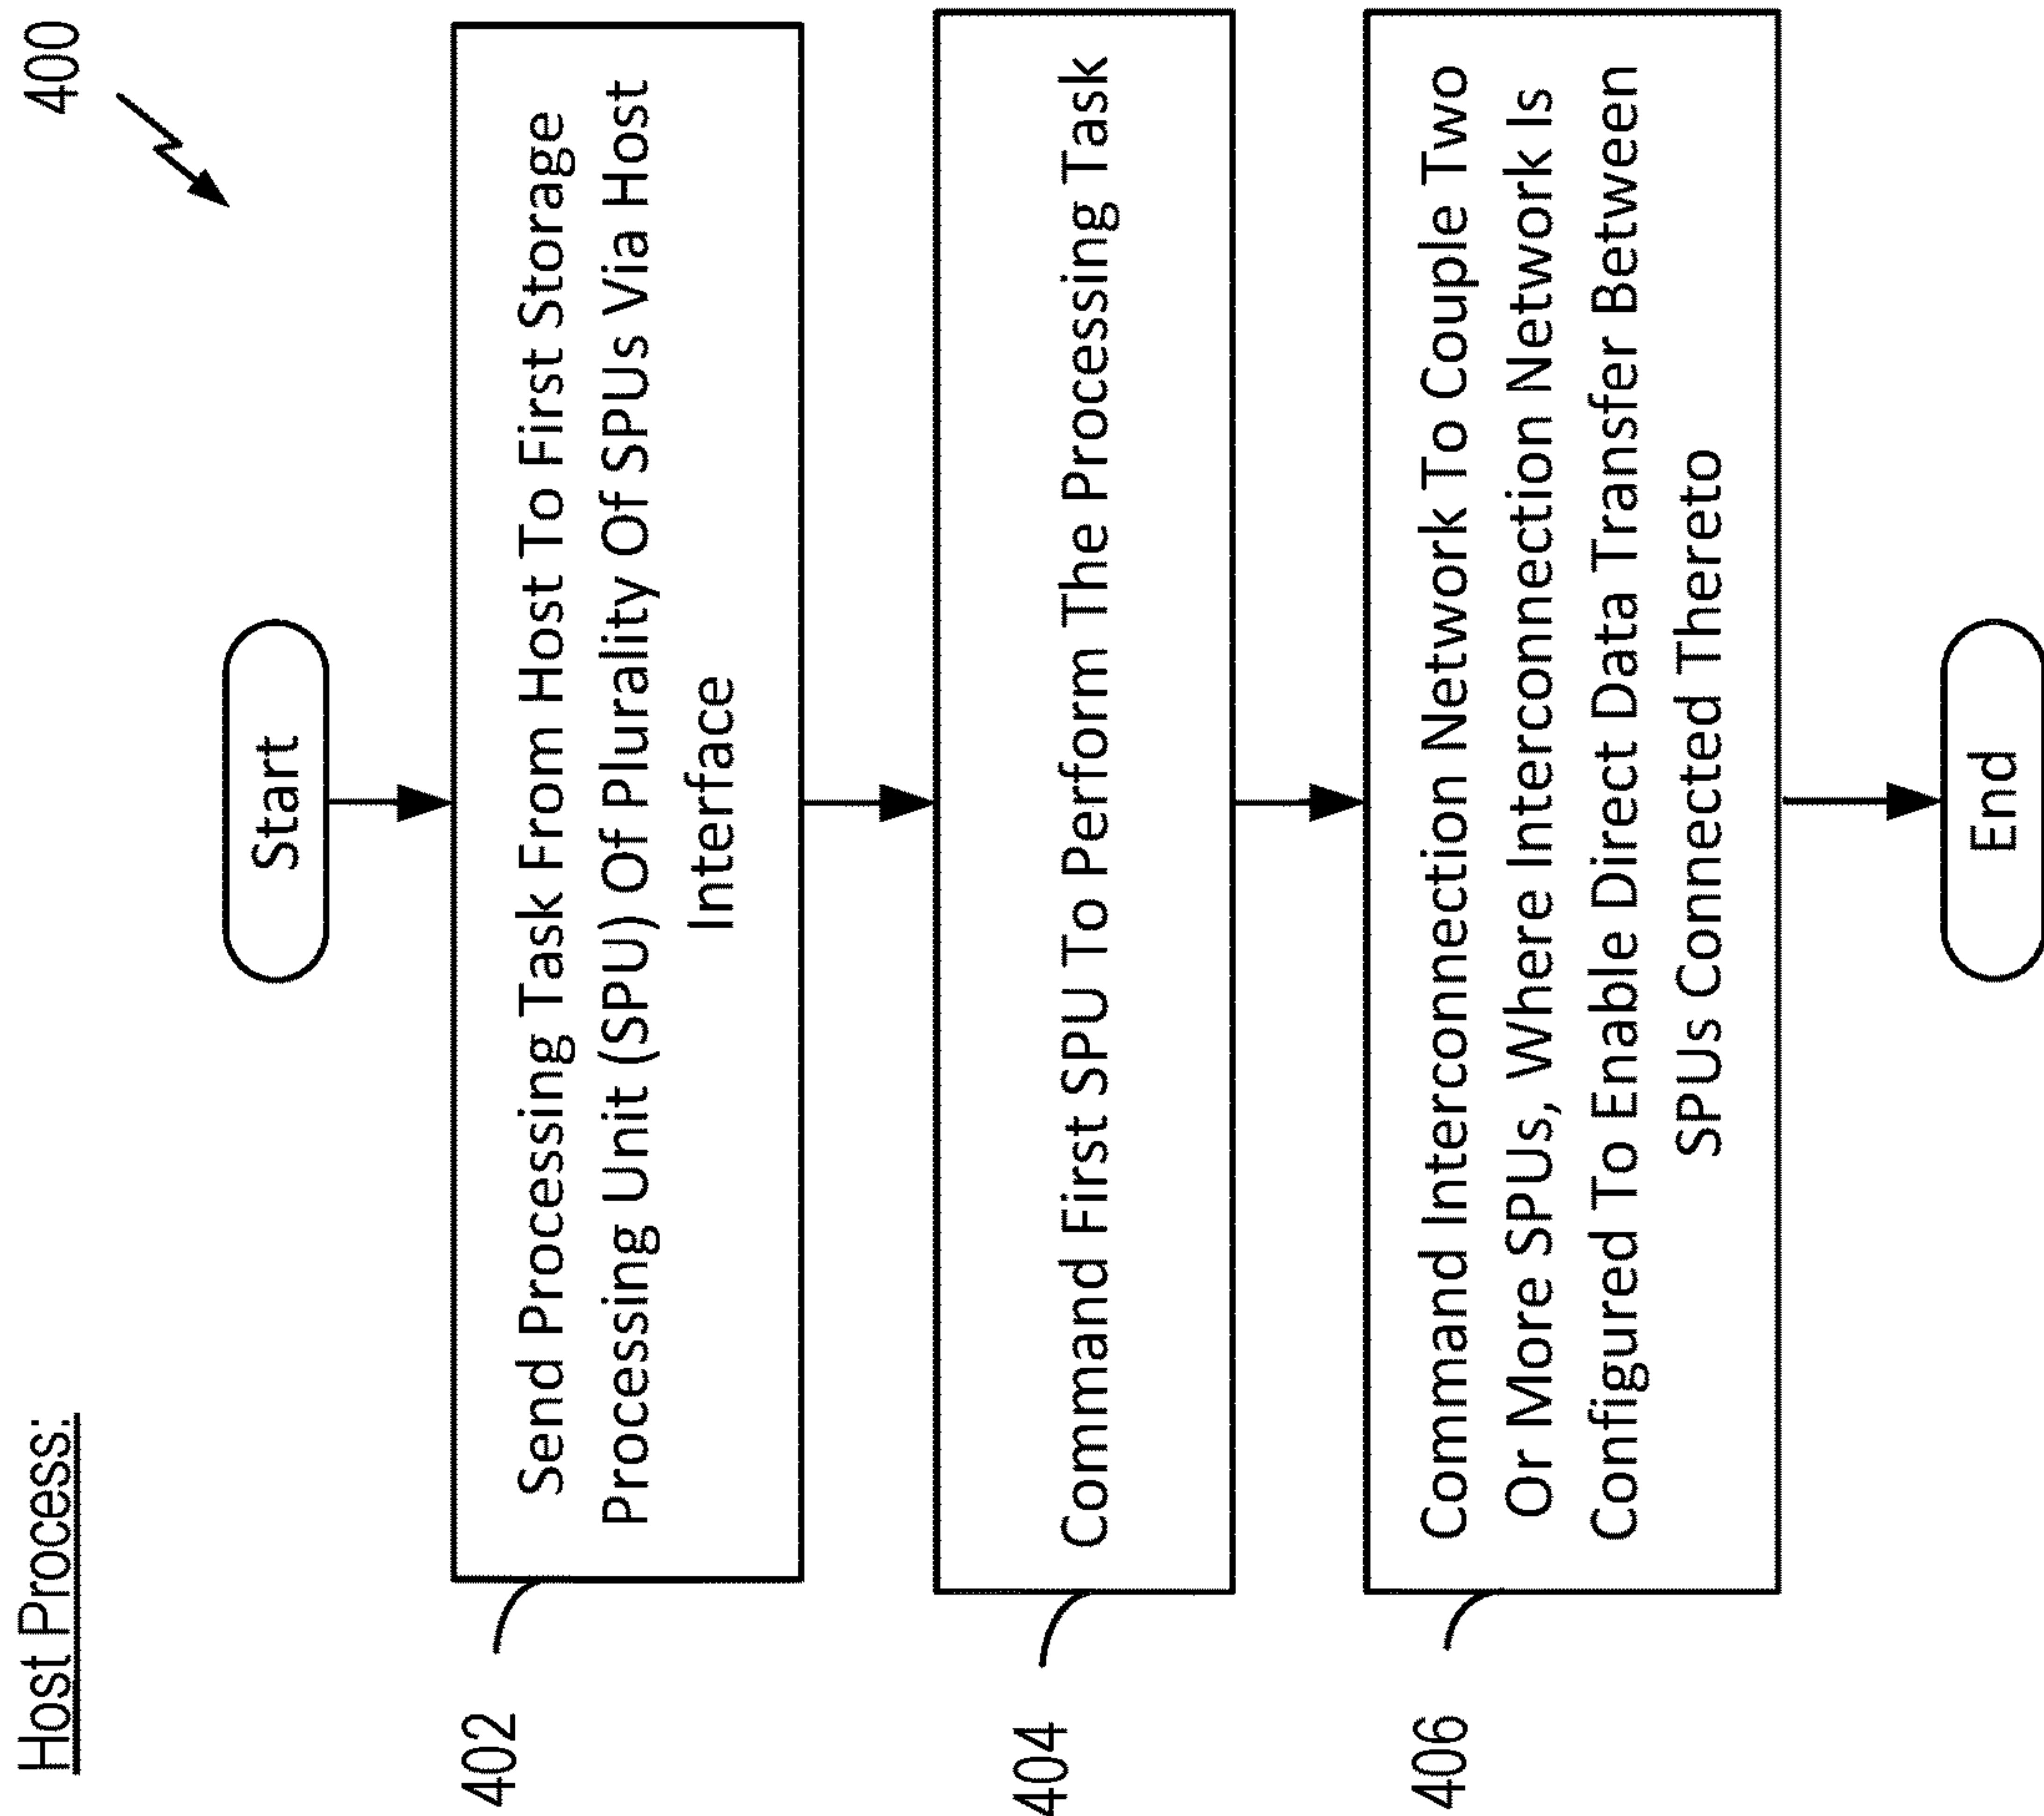 Host Process:
400
Start
402
Send Processing Task From Host To First Storage
Processing Unit (SPU) Of Plurality Of SPUs Via Host
Interface
404
Command First SPU To Perform The Processing Task
406
Command Interconnection Network To Couple Two
Or More SPUs, Where Interconnection Network Is
Configured To Enable Direct Data Transfer Between
SPUs Connected Thereto
End